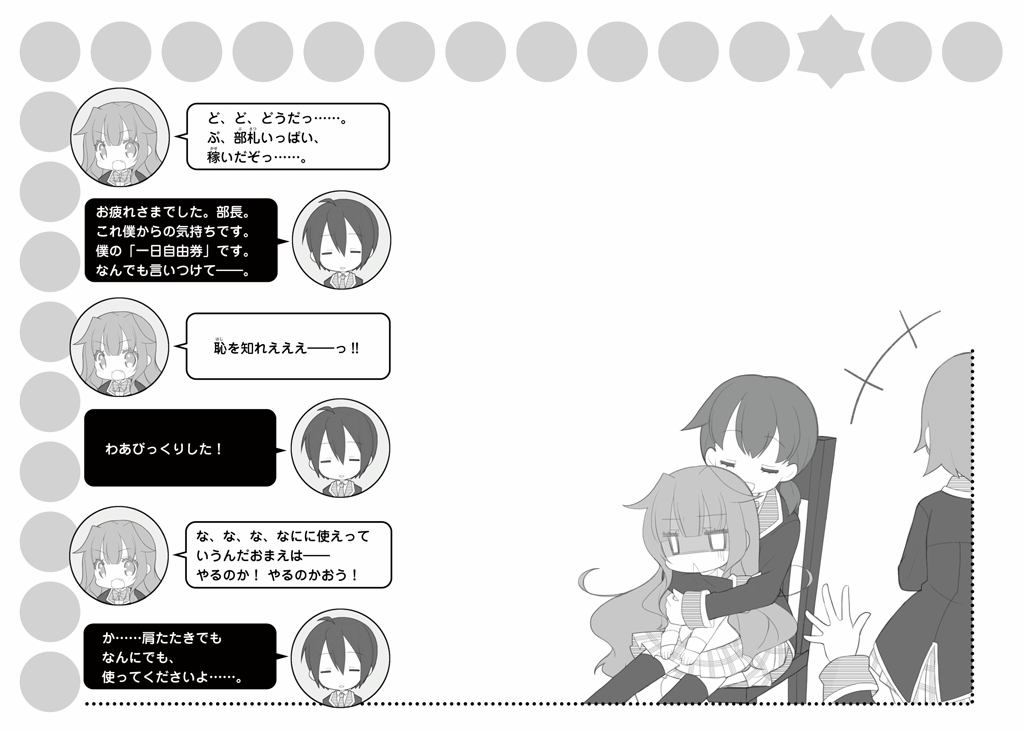 ど、ど、どうだっ……。
ぶ、部札いっぱい、
稼いだぞっ……。
お疲れさまでした。部長。
これ僕からの気持ちです。
僕の「一日自由券」です。
なんでも言いつけて――。
恥を知れえええ――っ!!
わあびっくりした！
な、な、な、なにに使えって
いうんだおまえは――
やるのか！ やるのかおう！
か……肩たたきでも
なんにでも、
使ってくださいよ……。